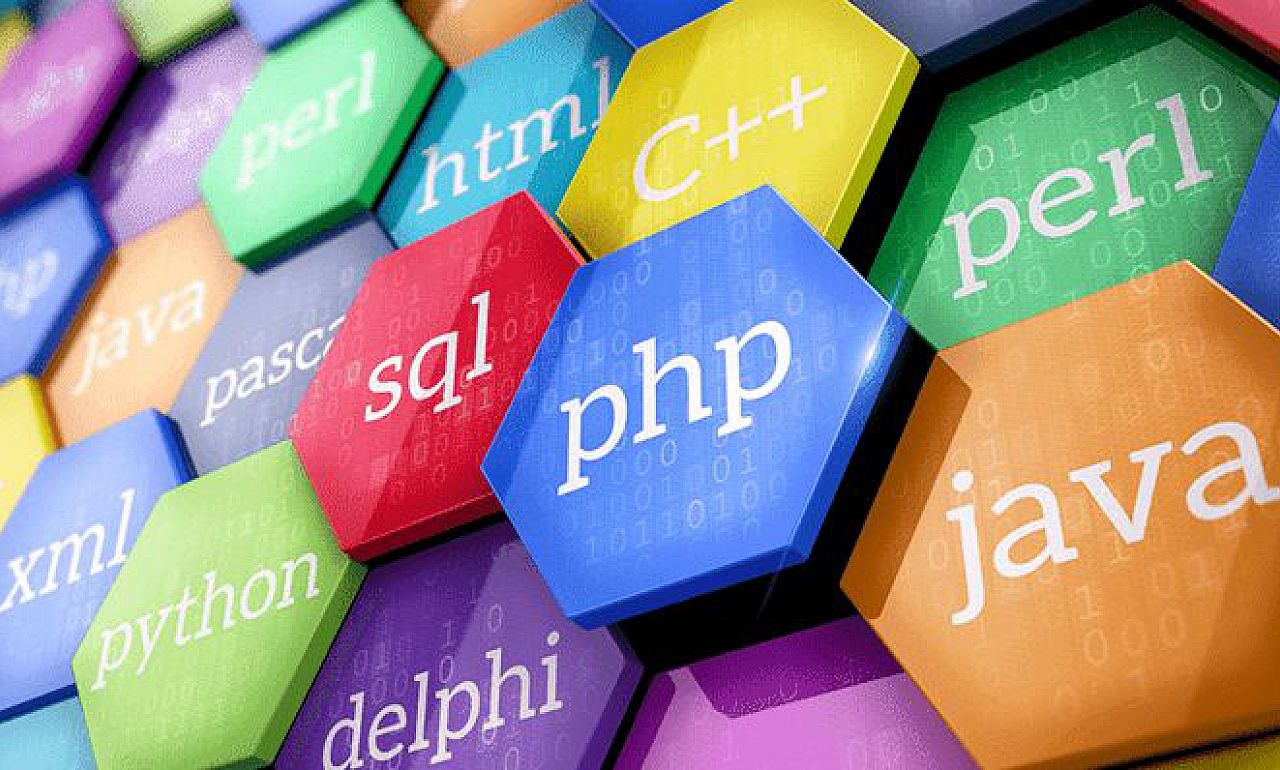 perl
html
C++
perl
java
pasca
sql
php
java
xml
python
delphi